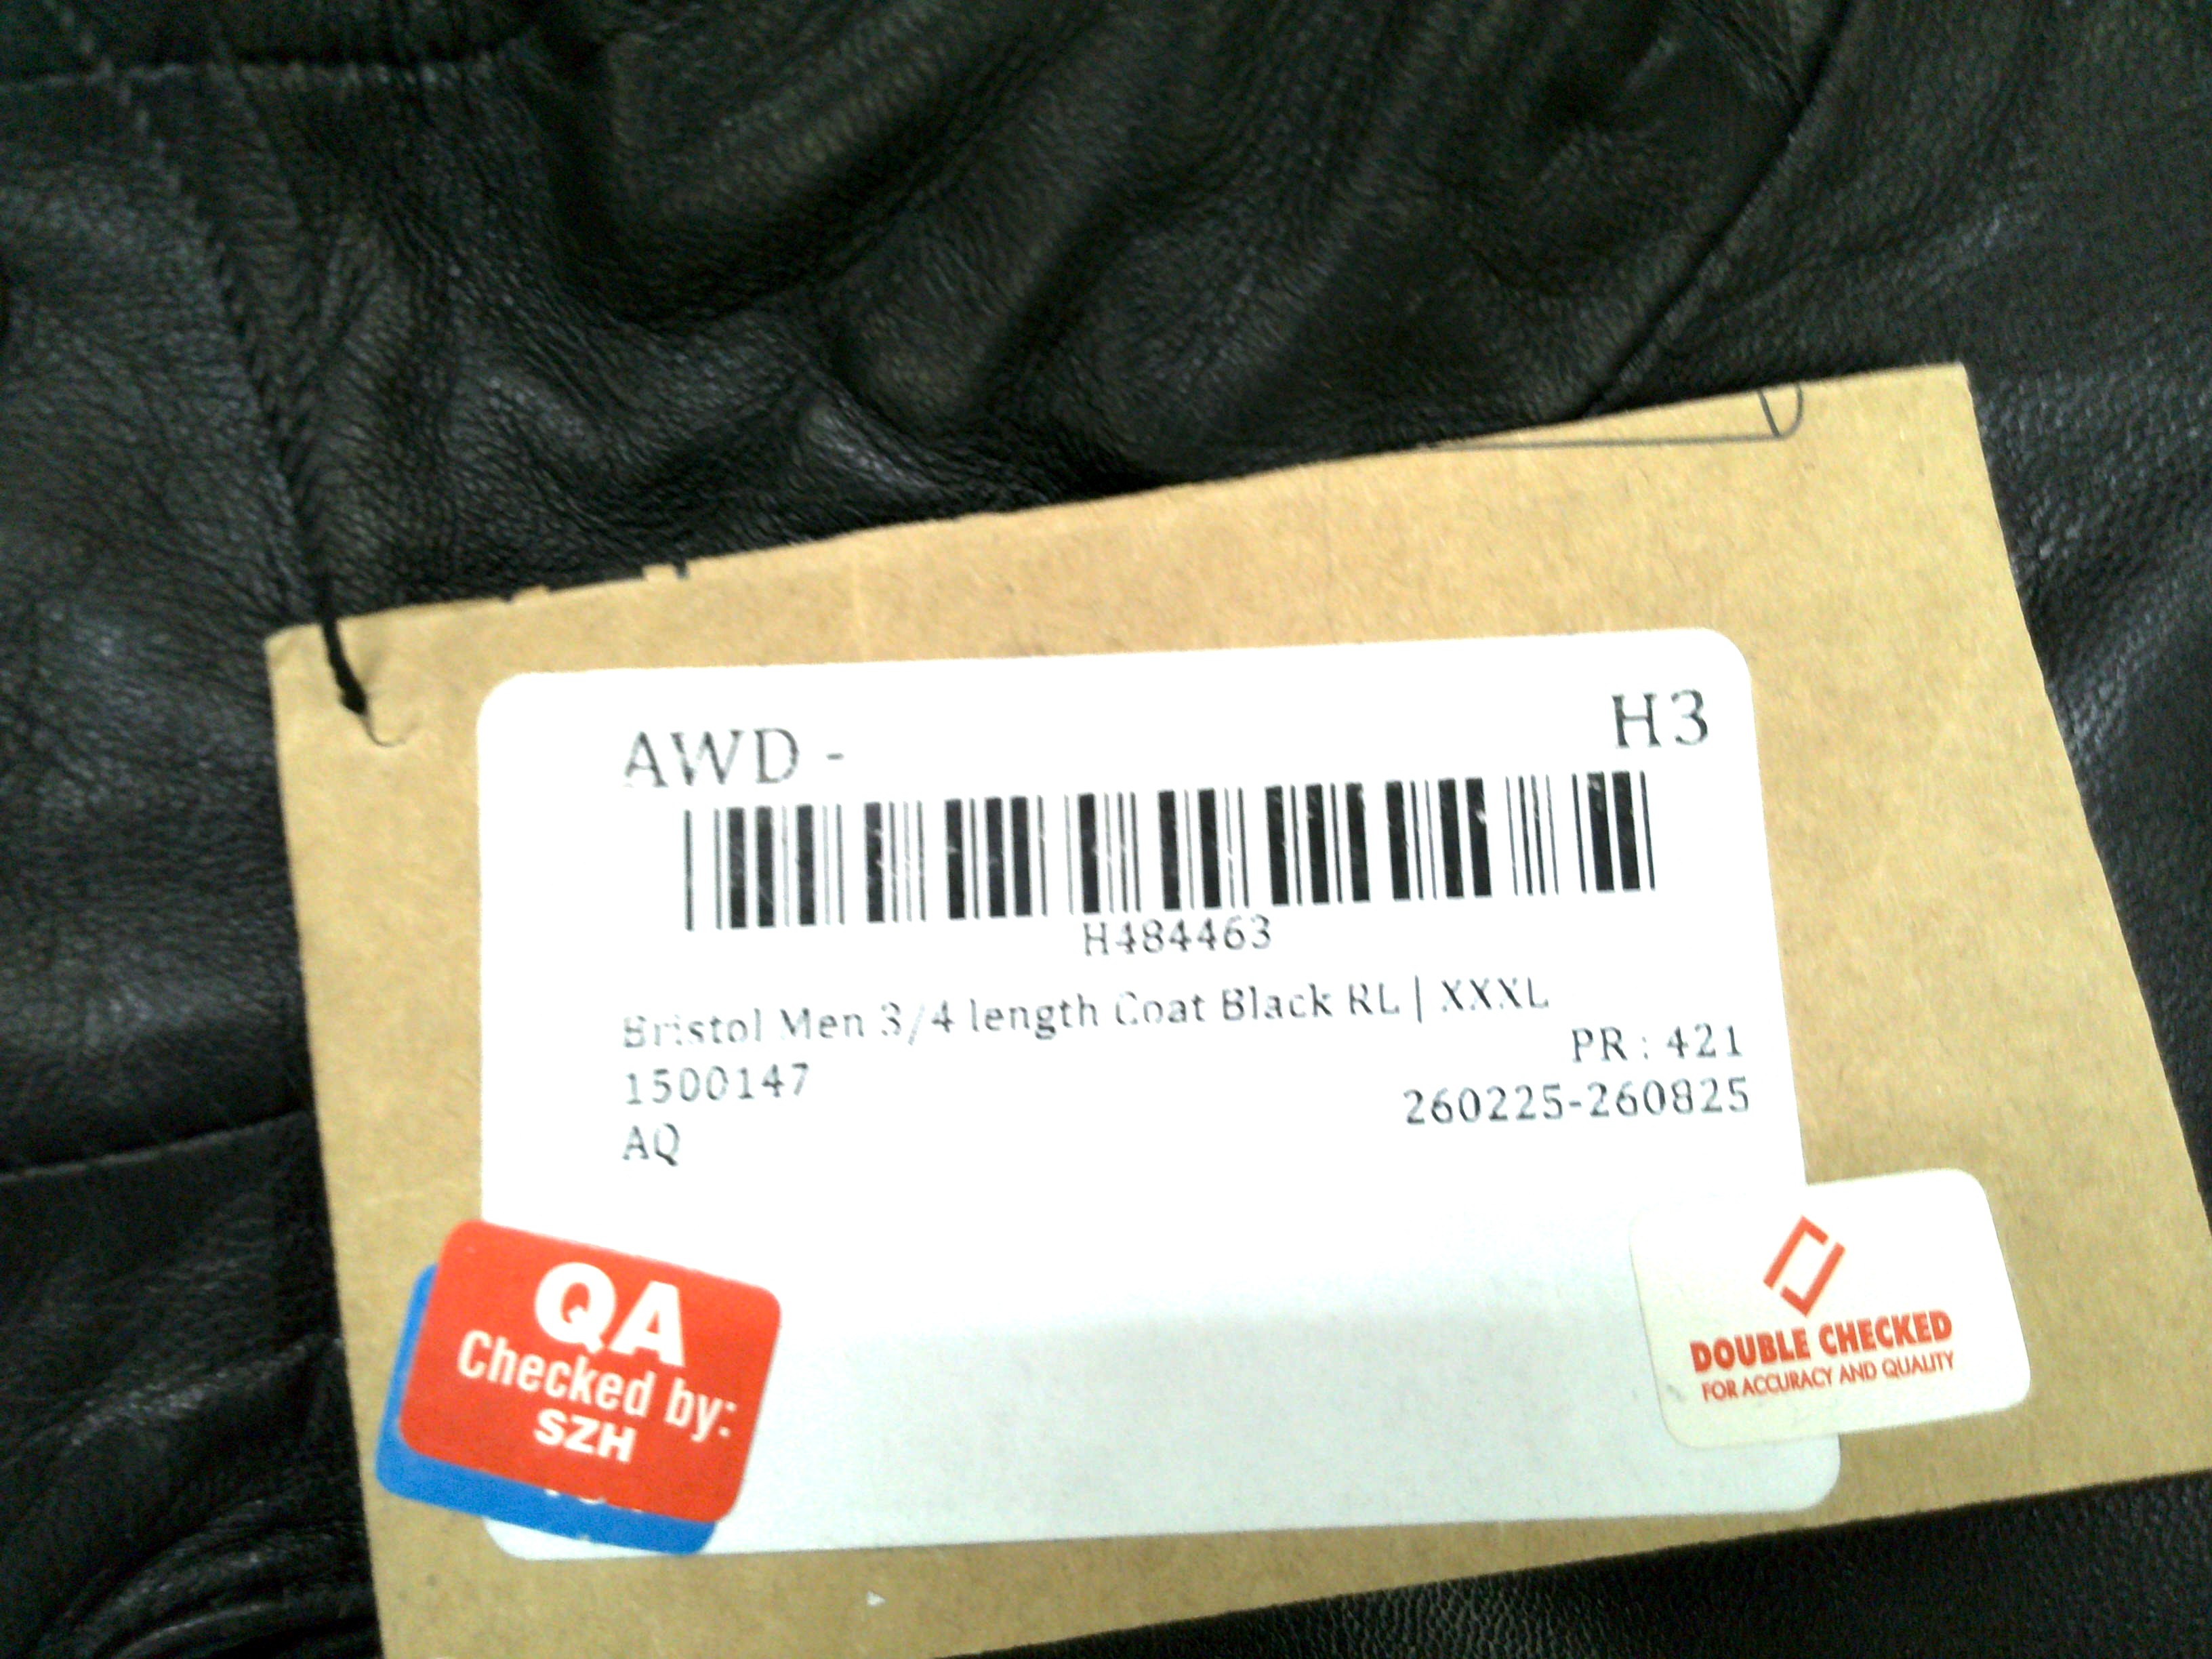 AWD -
H3
H484463
Bristol Men 3/4 length Coat Black RL | XXXL
PR : 421
1500147
260225-260825
AQ
QA
Checked by:
SZH
DOUBLE CHECKED
FOR ACCURACY AND QUALITY